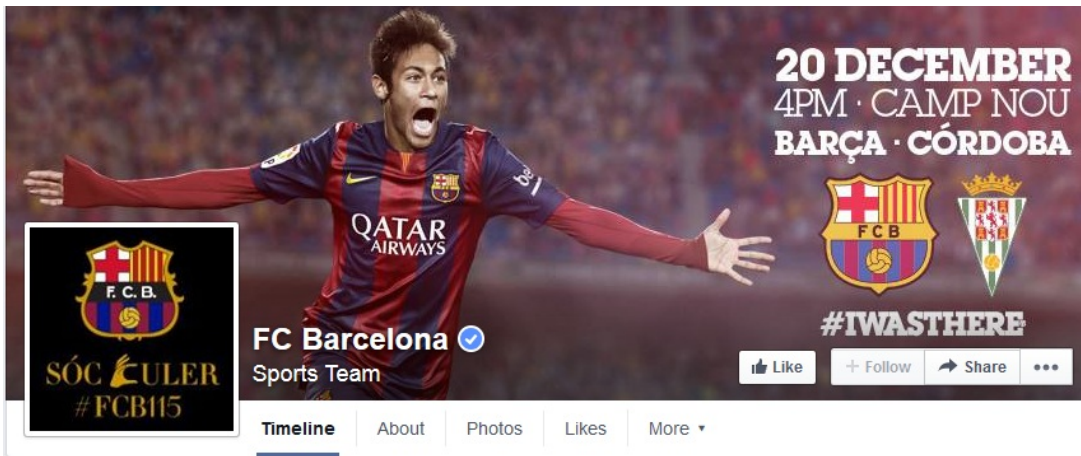 20 DECEMBER
4PM · CAMP NOU
BARÇA · CÓRDOBA
QATAR
AIRWAYS
FCB
#IWASTHERE
F. C. B.
SÓC CULER
#FCB115
FC Barcelona
Sports Team
Like
+ Follow
Share
Timeline
About
Photos
Likes
More